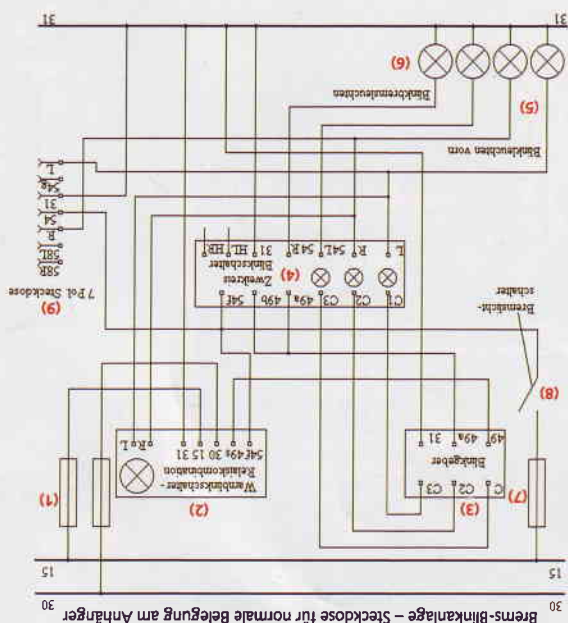 Brems-Blinkanlage – Steckdose für normale Belegung am Anhänger
30 30
15 15
(7) (3) (2) (1)
C3 C2 C
Blinkgeber
31 49a 49
Warnblinkschalter-
Relaiskombination
54f 49a 30 15 31 R L
(8)
Bremslicht-
schalter
C1 C2 C3 49a 49b 54f
(4)
Zweikreis
Blinkschalter
L R 54L 54R 31 HL HR
(9)
7 Pol. Steckdose
58R
58L
R
54
31
54g
L
Blinkleuchten vorn
Blinkbremsleuchten
(5) (6)
31 31